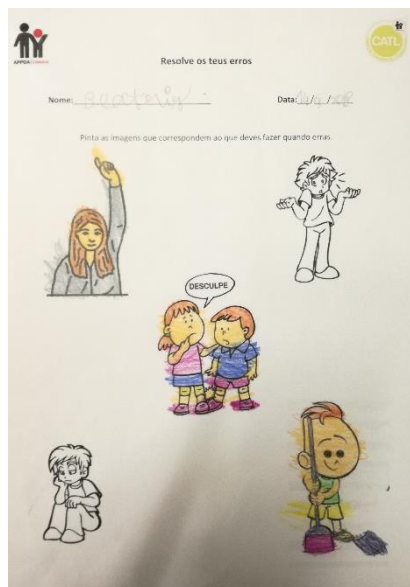 APPDA
CATL
Resolve os teus erros
Nome:
Data:
Pinta as imagens que correspondem ao que deves fazer quando erras.
DESCULPE